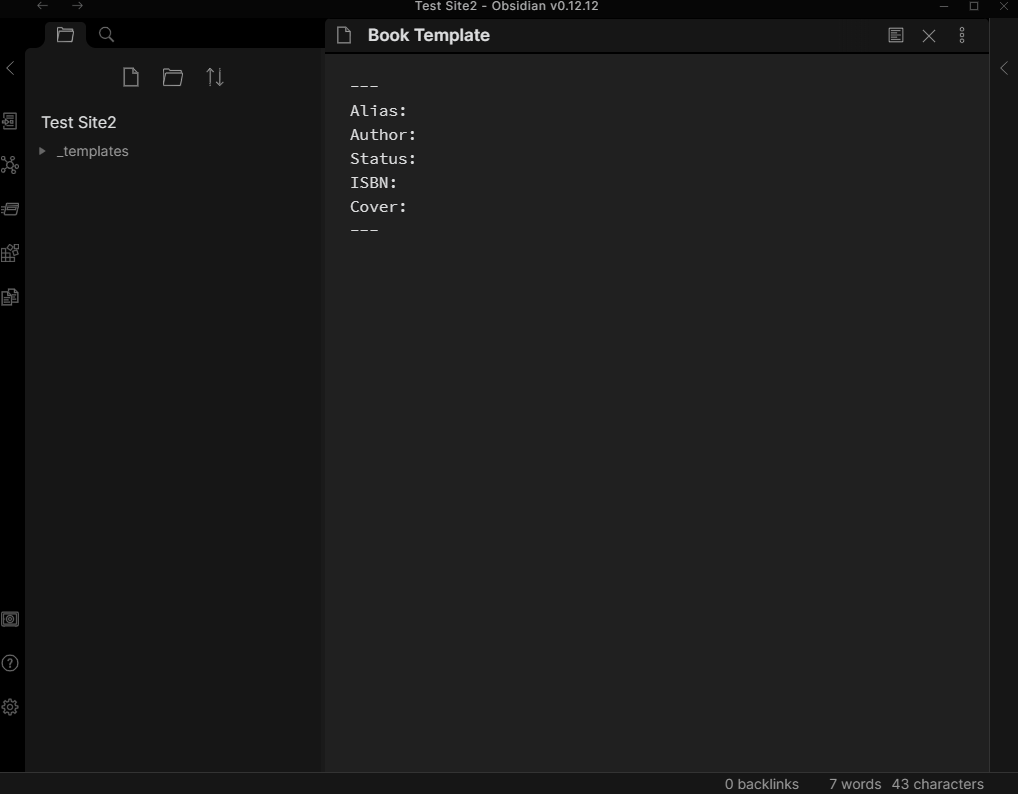 Test Site2 - Obsidian v0.12.12
Book Template
Test Site2
_templates
---
Alias:
Author:
Status:
ISBN:
Cover:
---
0 backlinks 7 words 43 characters